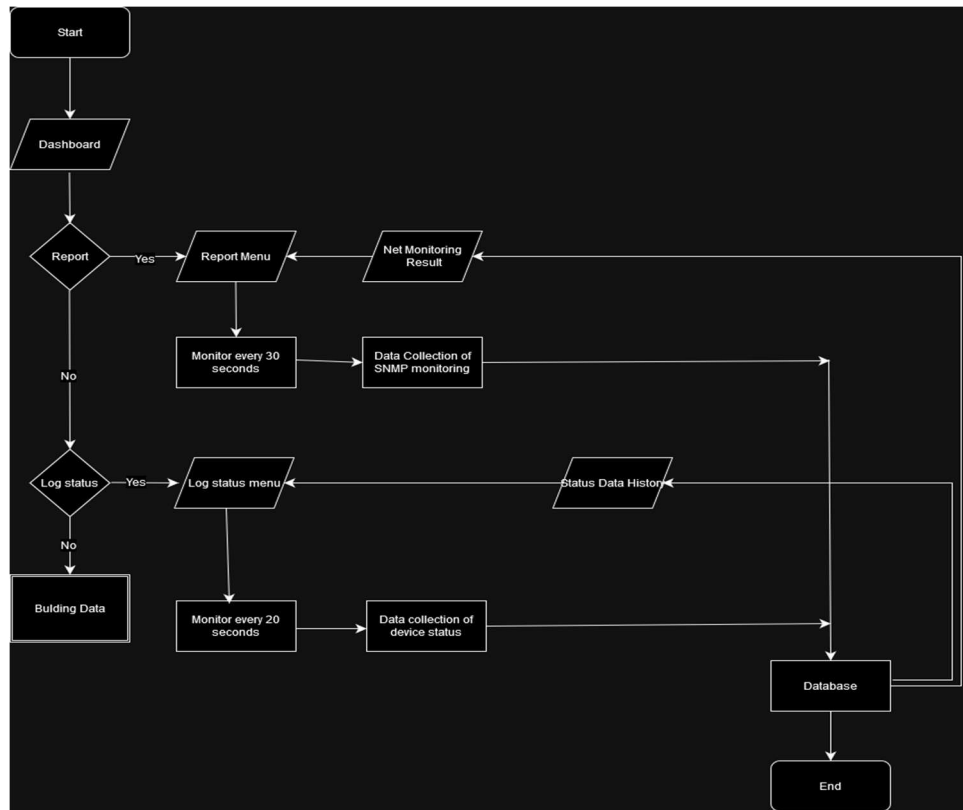 Start
Dashboard
Report
Yes
Report Menu
Net Monitoring
Result
Monitor every 30
seconds
Data Collection of
SNMP monitoring
No
Log status
Yes
Log status menu
Status Data History
No
Bulding Data
Monitor every 20
seconds
Data collection of
device status
Database
End